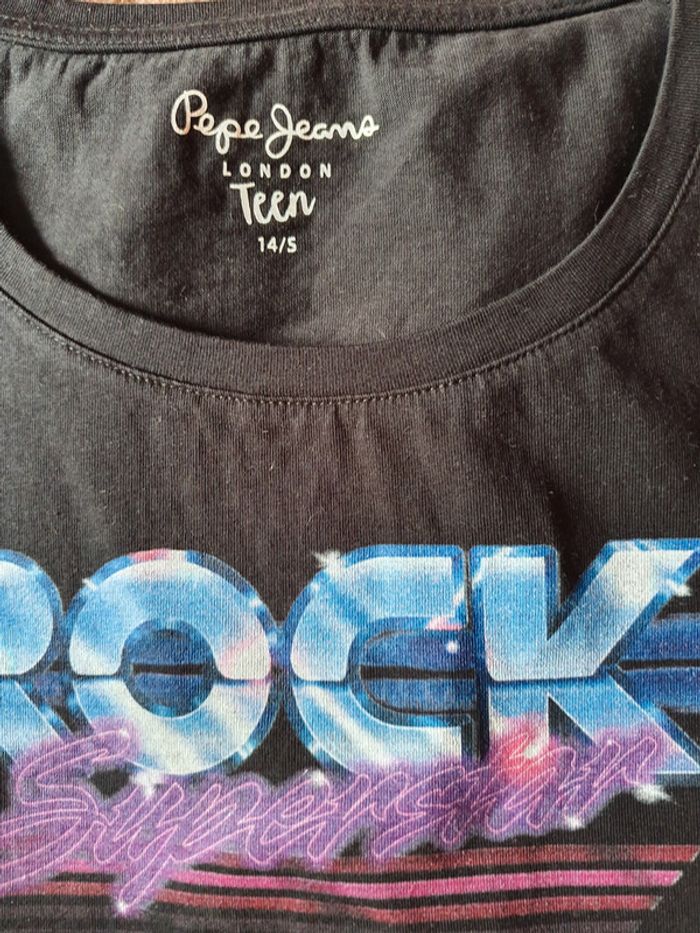 Pepe Jeans
LONDON
Teen
14/S
ROCK
Superstar